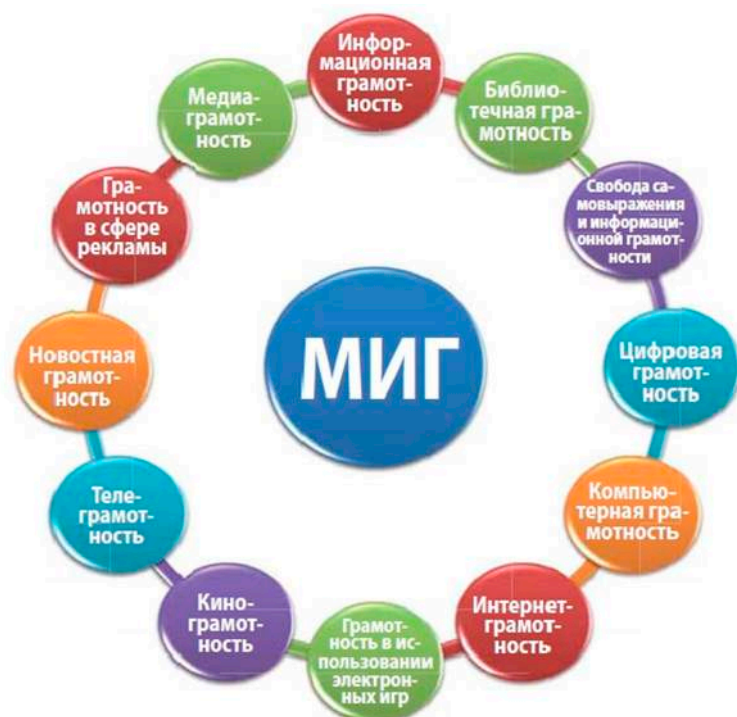 Инфор-
мационная
грамот-
ность
Библио-
течная гра-
мотность
Свобода са-
мовыражения
и информаци-
онной грамот-
ности
Цифровая
грамот-
ность
Компью-
терная гра-
мотность
Интернет-
грамот-
ность
Грамот-
ность в ис-
пользовании
электрон-
ных игр
Кино-
грамот-
ность
Теле-
грамот-
ность
Новостная
грамот-
ность
Гра-
мотность
в сфере
рекламы
Медиа-
грамот-
ность
МИГ